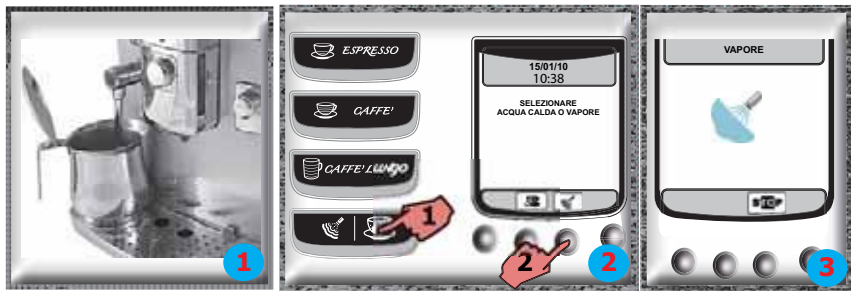 1
ESPRESSO
CAFFE'
CAFFE' LUNGO
1
15/01/10
10:38
SELEZIONARE
ACQUA CALDA O VAPORE
2
2
VAPORE
STOP
3